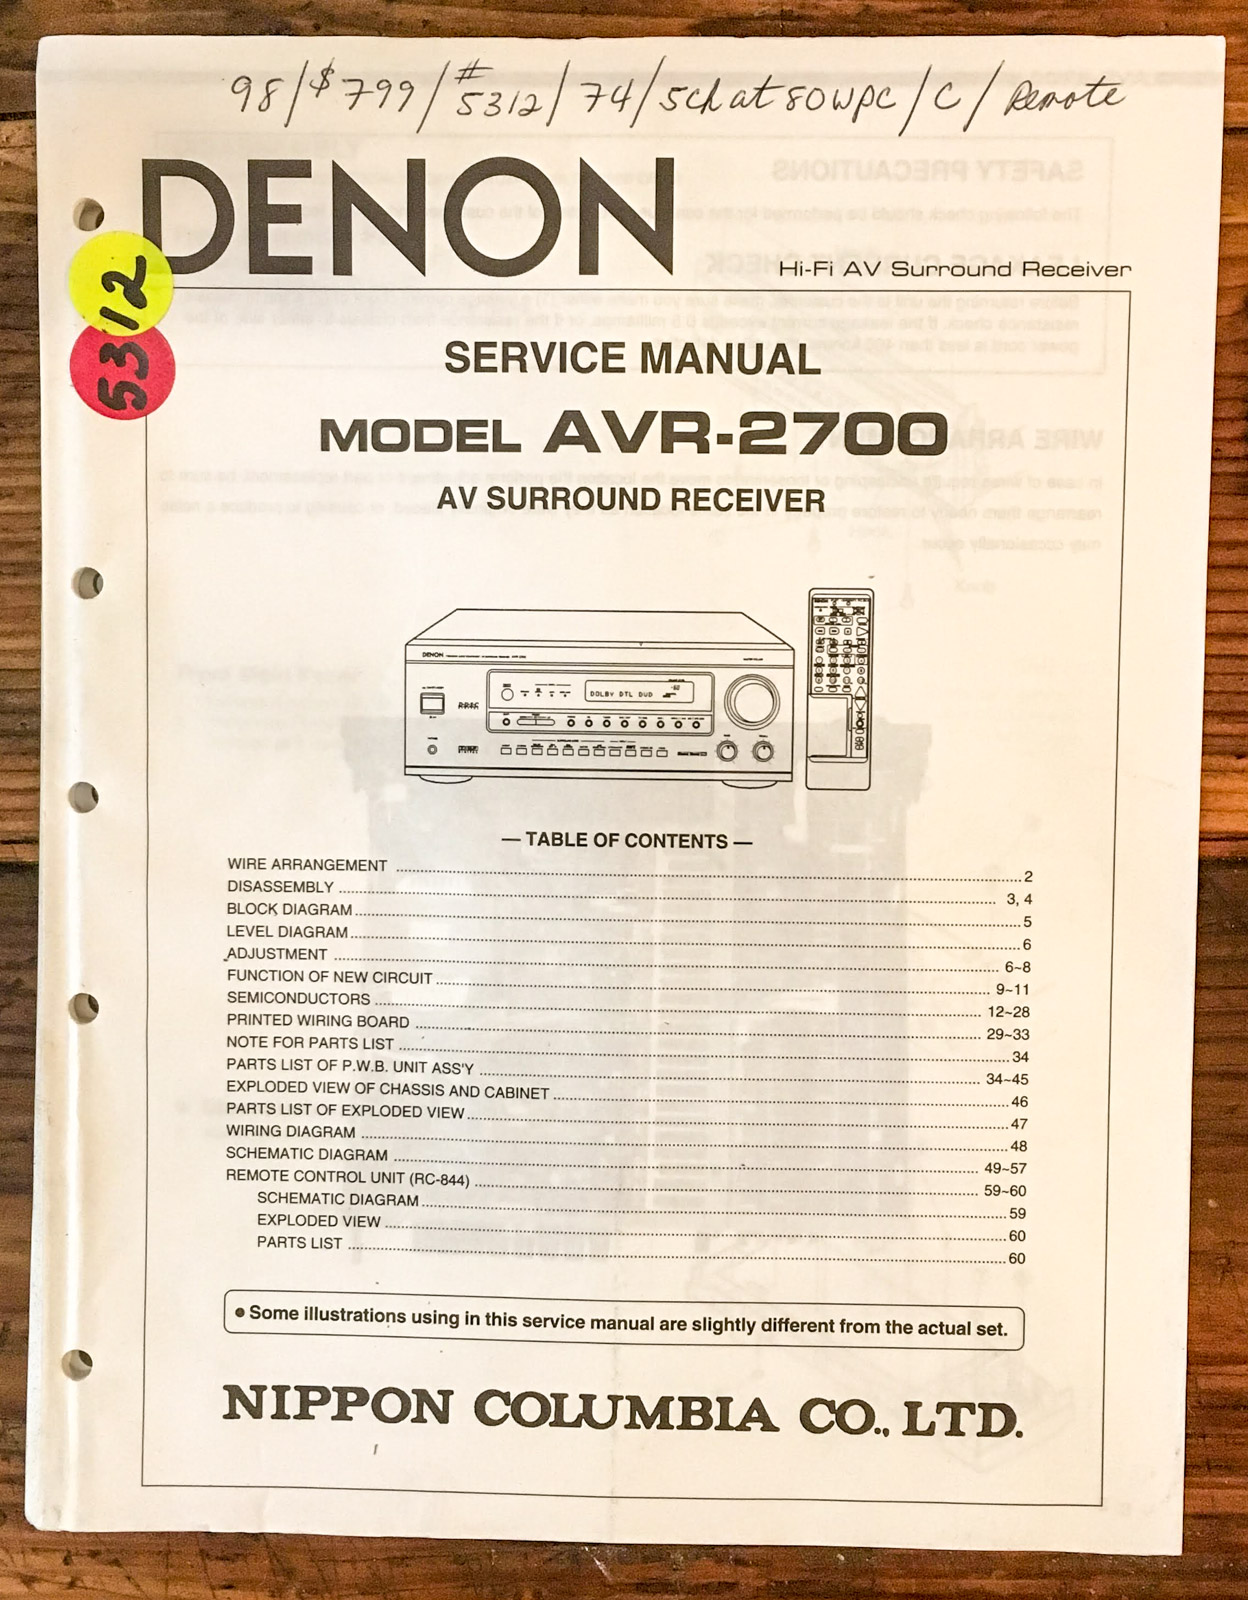 98/$799/#5312/74/5ch at 80wpc/C/Remote
DENON
Hi-Fi AV Surround Receiver
5312
SERVICE MANUAL
MODEL AVR-2700
AV SURROUND RECEIVER
DENON
DOLBY DTL DVD
— TABLE OF CONTENTS —
WIRE ARRANGEMENT 2
DISASSEMBLY 3, 4
BLOCK DIAGRAM 5
LEVEL DIAGRAM 6
ADJUSTMENT 6~8
FUNCTION OF NEW CIRCUIT 9~11
SEMICONDUCTORS 12~28
PRINTED WIRING BOARD 29~33
NOTE FOR PARTS LIST 34
PARTS LIST OF P.W.B. UNIT ASS'Y 34~45
EXPLODED VIEW OF CHASSIS AND CABINET 46
PARTS LIST OF EXPLODED VIEW 47
WIRING DIAGRAM 48
SCHEMATIC DIAGRAM 49~57
REMOTE CONTROL UNIT (RC-844) 59~60
SCHEMATIC DIAGRAM 59
EXPLODED VIEW 60
PARTS LIST 60
● Some illustrations using in this service manual are slightly different from the actual set.
NIPPON COLUMBIA CO., LTD.